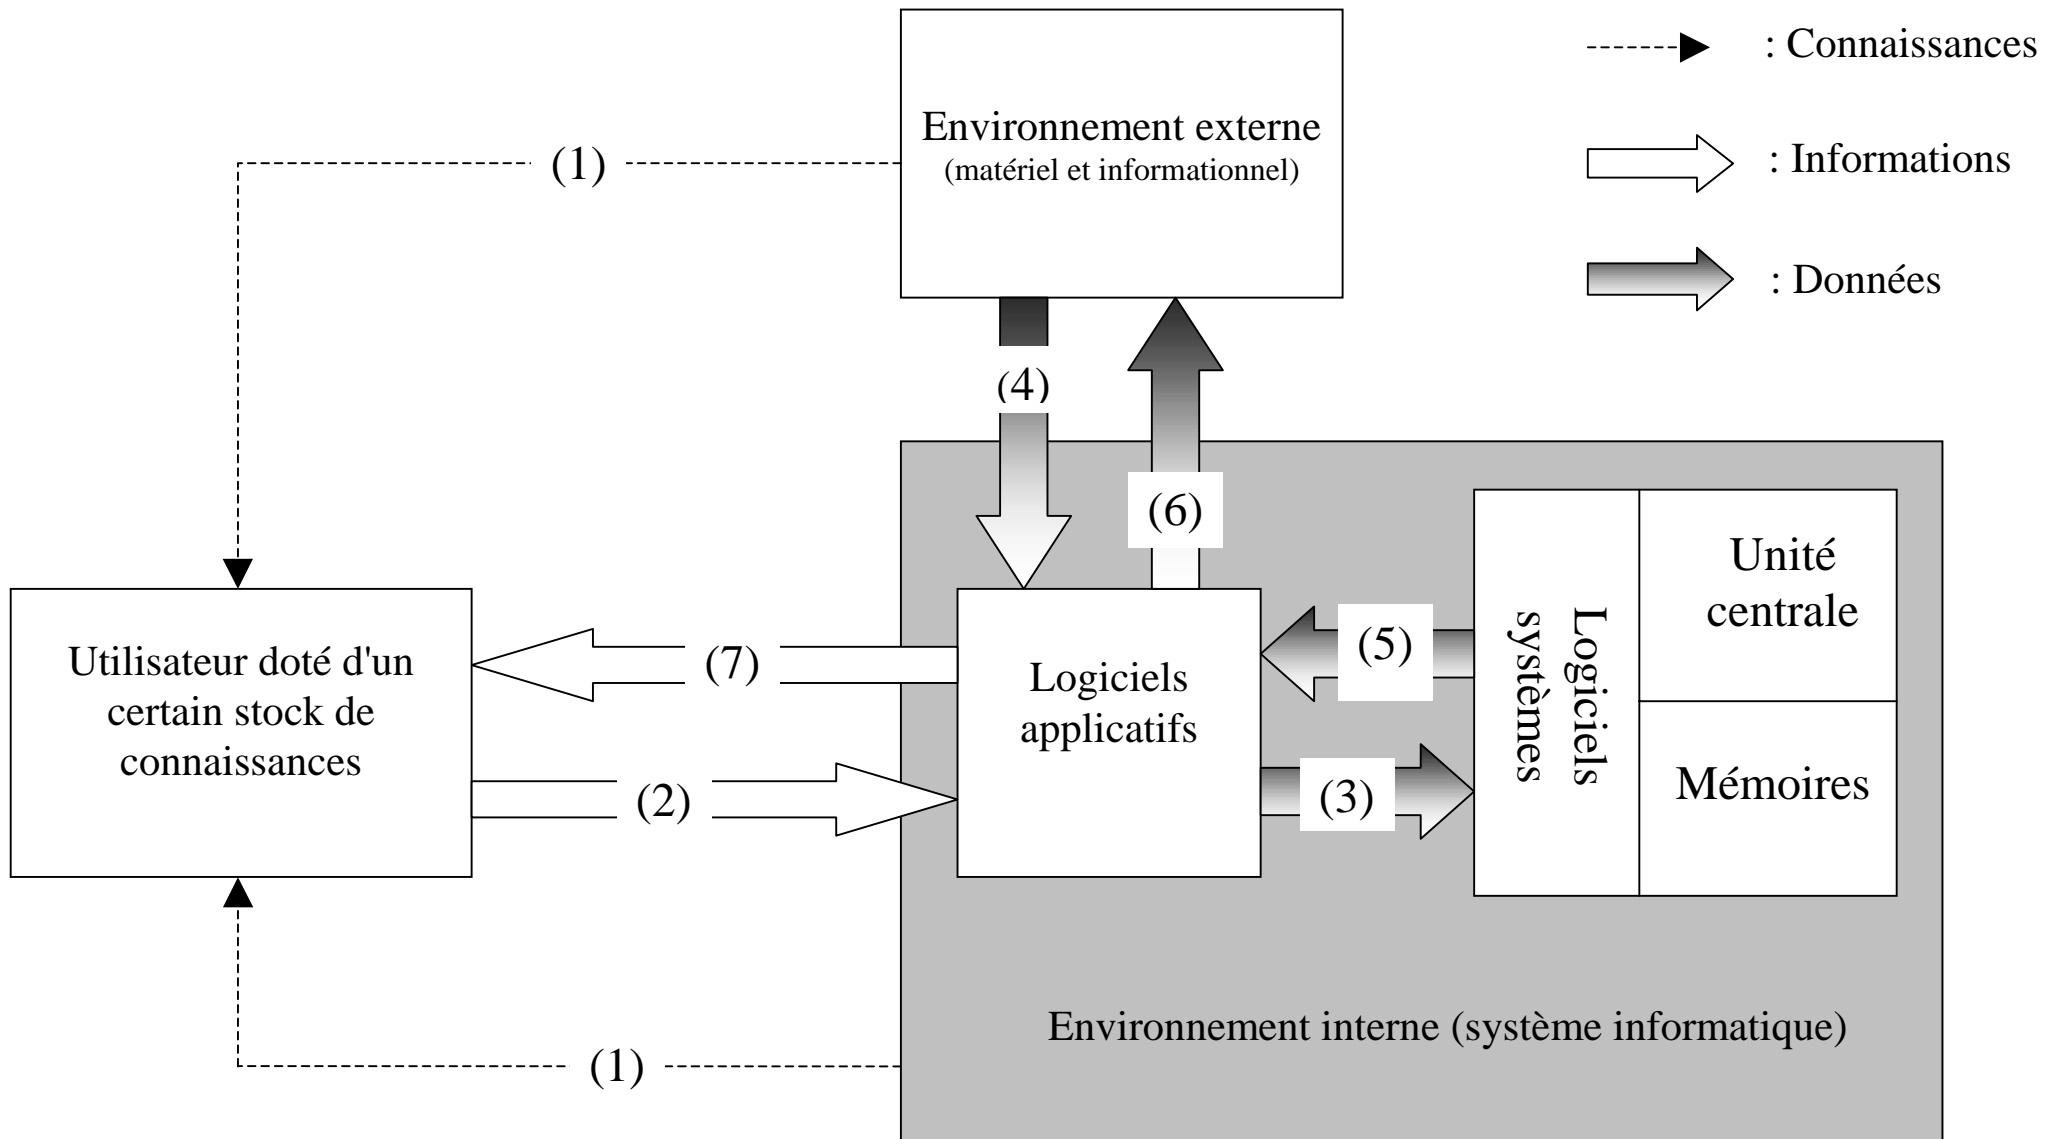 Environnement externe
(matériel et informationnel)
: Connaissances
: Informations
: Données
(1)
(4)
(6)
Utilisateur doté d'un
certain stock de
connaissances
(7)
(2)
Logiciels
applicatifs
(5)
(3)
Logiciels
systèmes
Unité
centrale
Mémoires
Environnement interne (système informatique)
(1)